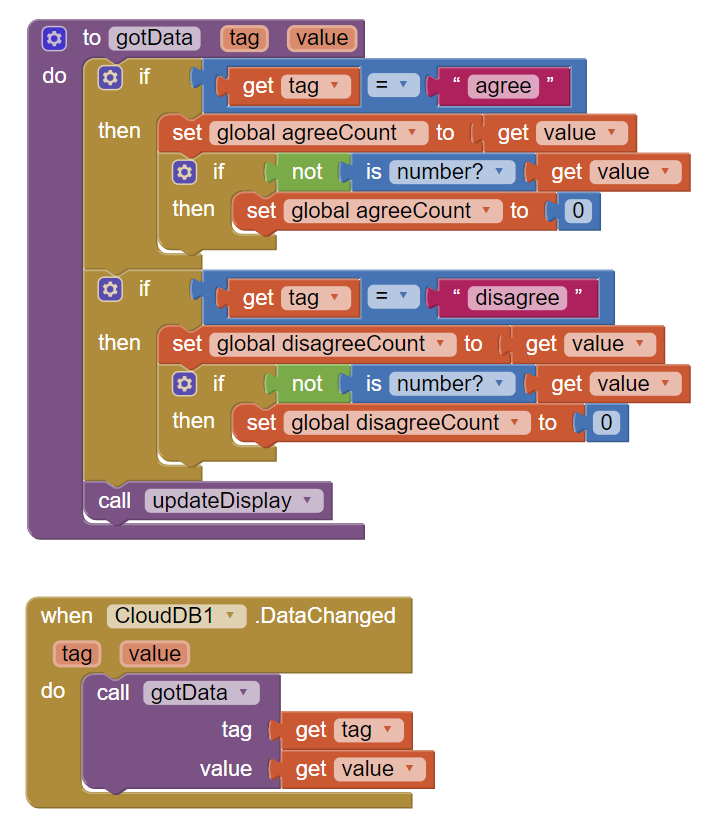 to gotData tag value
do if get tag = “ agree ”
then set global agreeCount to get value
if not is number? get value
then set global agreeCount to 0
if get tag = “ disagree ”
then set global disagreeCount to get value
if not is number? get value
then set global disagreeCount to 0
call updateDisplay
when CloudDB1 .DataChanged
tag value
do call gotData
tag get tag
value get value